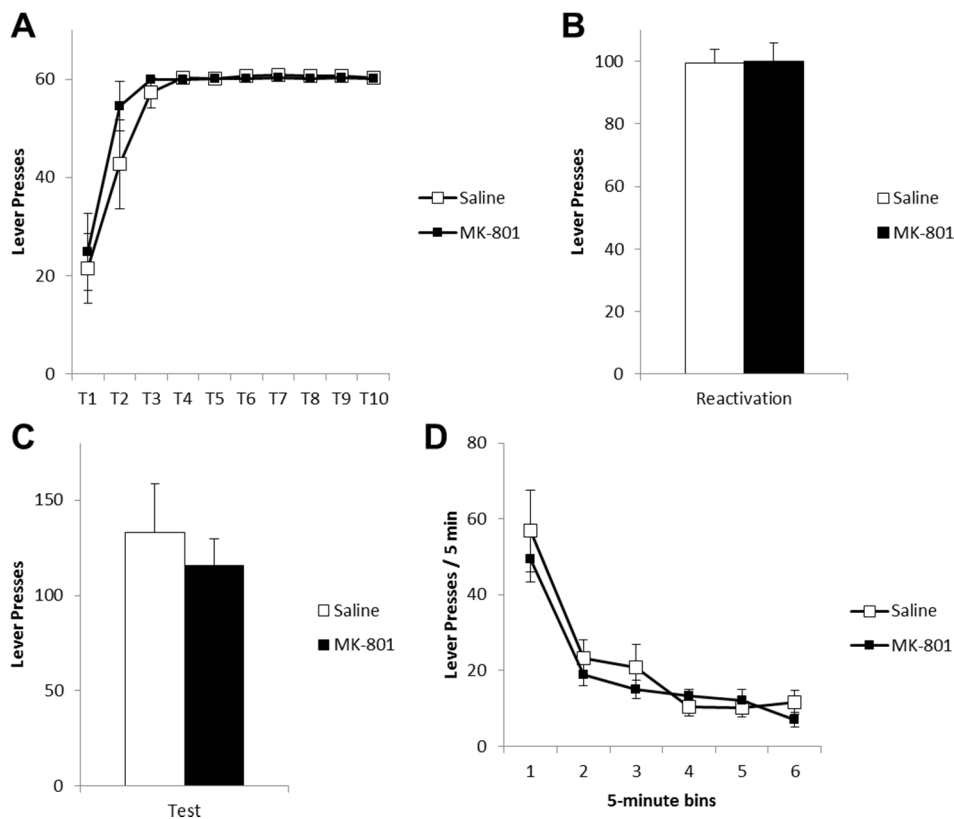 A
Lever Presses
60
40
20
0
T1 T2 T3 T4 T5 T6 T7 T8 T9 T10
Saline
MK-801
B
Lever Presses
100
80
60
40
20
0
Reactivation
Saline
MK-801
C
Lever Presses
150
100
50
0
Test
Saline
MK-801
D
Lever Presses / 5 min
80
60
40
20
0
1 2 3 4 5 6
5-minute bins
Saline
MK-801